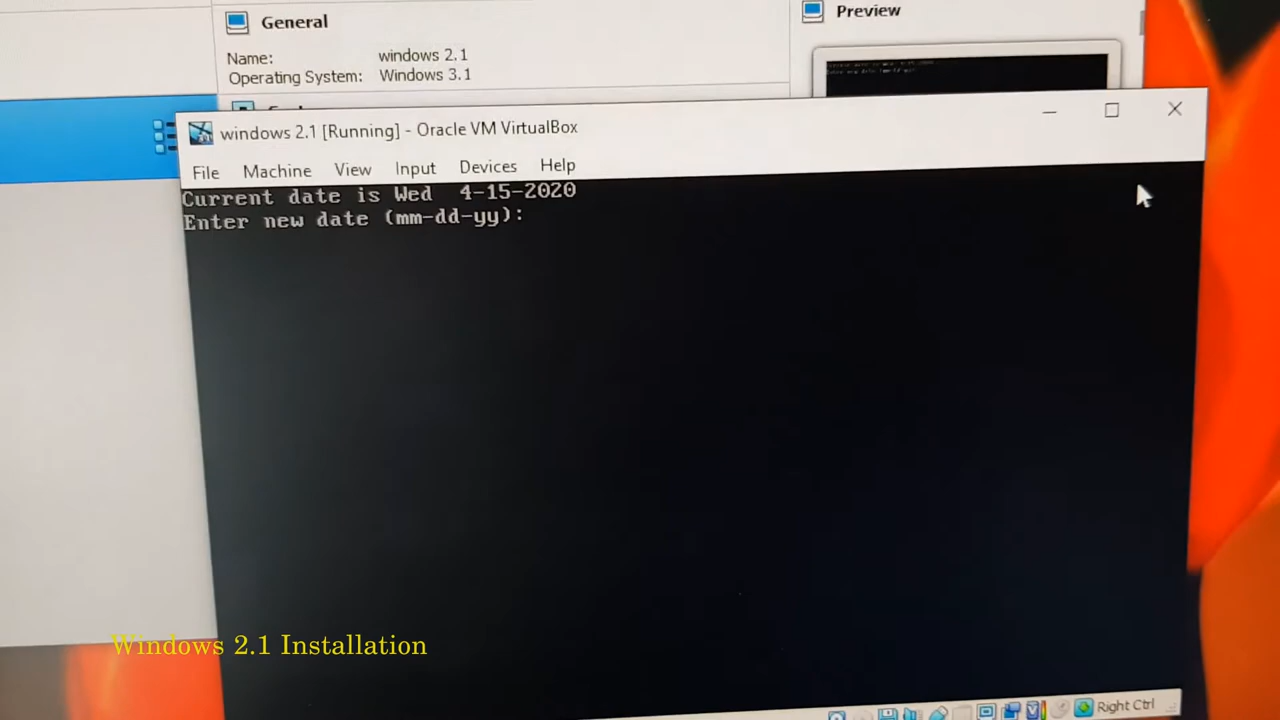 General
Preview
Name: windows 2.1
Operating System: Windows 3.1
windows 2.1 [Running] - Oracle VM VirtualBox
File Machine View Input Devices Help
Current date is Wed  4-15-2020
Enter new date (mm-dd-yy):
Windows 2.1 Installation
Right Ctrl